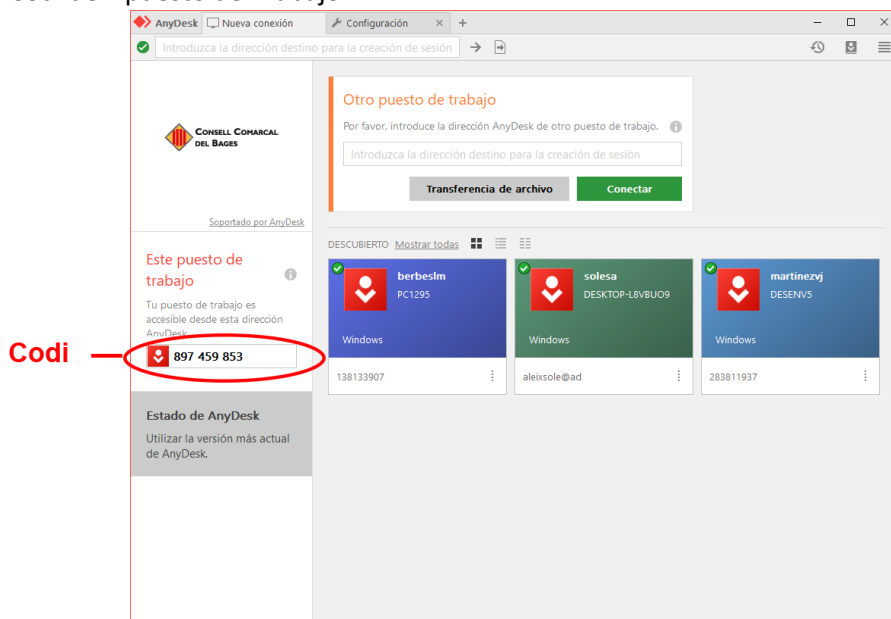 AnyDesk Nueva conexión Configuración × +
Introduzca la dirección destino para la creación de sesión
CONSELL COMARCAL
DEL BAGES
Soportado por AnyDesk
Otro puesto de trabajo
Por favor, introduce la dirección AnyDesk de otro puesto de trabajo.
Introduzca la dirección destino para la creación de sesión
Transferencia de archivo Conectar
Este puesto de
trabajo
Tu puesto de trabajo es
accesible desde esta dirección
AnyDesk
Codi
897 459 853
Estado de AnyDesk
Utilizar la versión más actual
de AnyDesk.
DESCUBIERTO Mostrar todas
berbeslm
PC1295
Windows
138133907
solesa
DESKTOP-L8VBUO9
Windows
aleixsole@ad
martinezvj
DESENV5
Windows
283811937